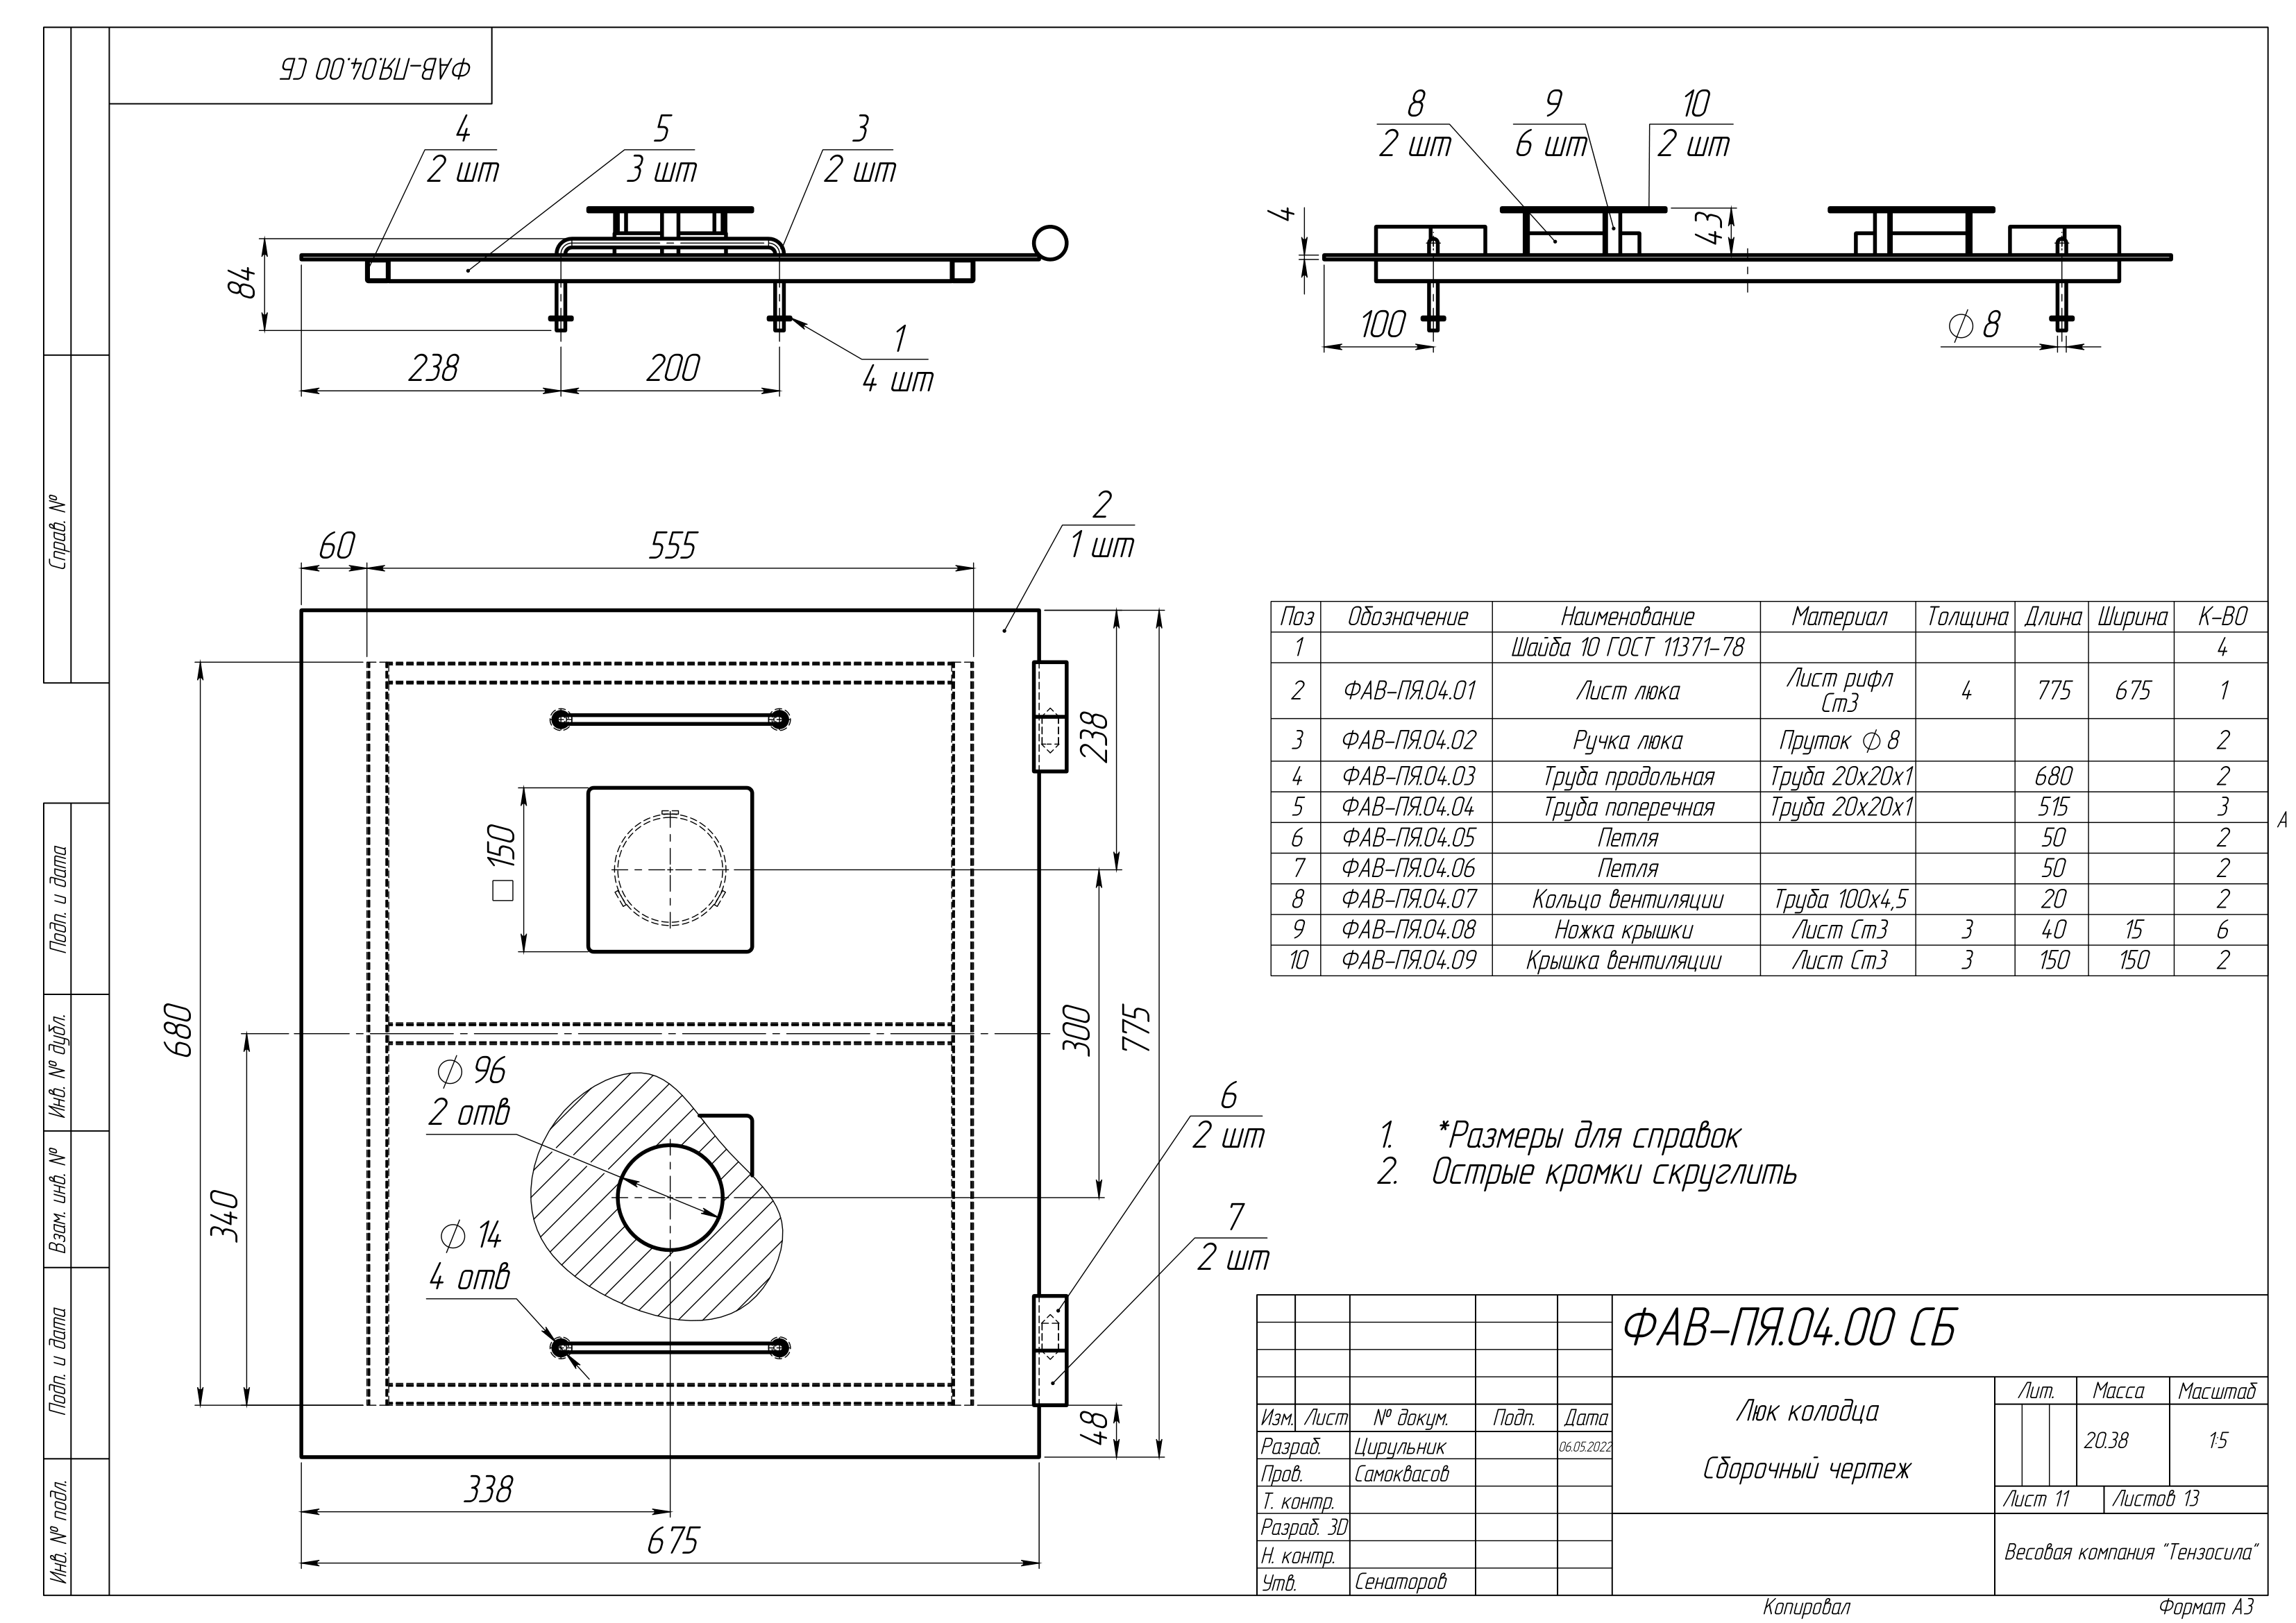 ФАВ-ПЯ.04.00 СБ
4
2 шт
5
3 шт
3
2 шт
84
238
200
1
4 шт
8
2 шт
9
6 шт
10
2 шт
4
43
100
⌀ 8
2
1 шт
60
555
238
□ 150
680
300
775
⌀ 96
2 отв
340
⌀ 14
4 отв
6
2 шт
7
2 шт
48
338
675
Поз Обозначение Наименование Материал Толщина Длина Ширина К-ВО
1 Шайба 10 ГОСТ 11371-78 4
2 ФАВ-ПЯ.04.01 Лист люка Лист рифл Ст3 4 775 675 1
3 ФАВ-ПЯ.04.02 Ручка люка Пруток ⌀ 8 2
4 ФАВ-ПЯ.04.03 Труба продольная Труба 20х20х1 680 2
5 ФАВ-ПЯ.04.04 Труба поперечная Труба 20х20х1 515 3
6 ФАВ-ПЯ.04.05 Петля 50 2
7 ФАВ-ПЯ.04.06 Петля 50 2
8 ФАВ-ПЯ.04.07 Кольцо вентиляции Труба 100х4,5 20 2
9 ФАВ-ПЯ.04.08 Ножка крышки Лист Ст3 3 40 15 6
10 ФАВ-ПЯ.04.09 Крышка вентиляции Лист Ст3 3 150 150 2
А
1. *Размеры для справок
2. Острые кромки скруглить
Справ. №
Подп. и дата
Инв. № дубл.
Взам. инв. №
Подп. и дата
Инв. № подл.
ФАВ-ПЯ.04.00 СБ
Люк колодца
Сборочный чертеж
Лит. Масса Масштаб
20.38 1:5
Лист 11 Листов 13
Изм. Лист № докум. Подп. Дата
Разраб. Цирульник 06.05.2022
Пров. Самоквасов
Т. контр.
Разраб. 3D
Н. контр.
Утв. Сенаторов
Весовая компания "Тензосила"
Копировал Формат А3